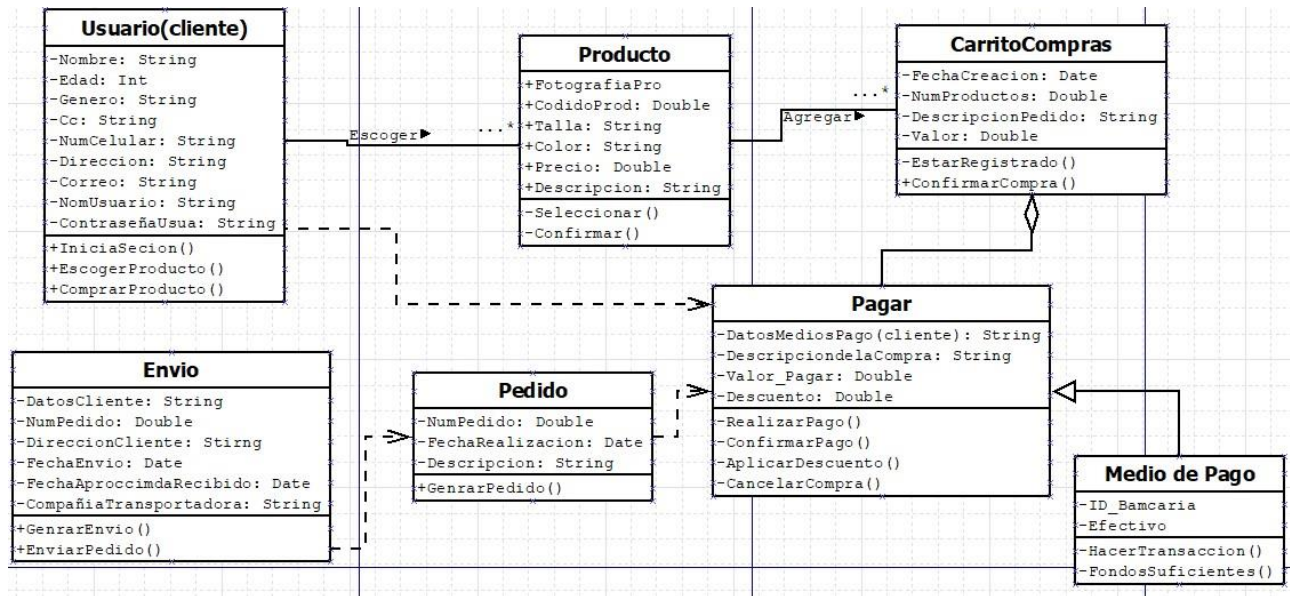 Usuario(cliente)
-Nombre: String
-Edad: Int
-Genero: String
-Cc: String
-NumCelular: String
-Direccion: String
-Correo: String
-NomUsuario: String
-ContraseñaUsua: String
+IniciaSecion()
+EscogerProducto()
+ComprarProducto()
Escoger►
...*
Producto
+FotografiaPro
+CodidoProd: Double
+Talla: String
+Color: String
+Precio: Double
+Descripcion: String
-Seleccionar()
-Confirmar()
Agregar►
...*
CarritoCompras
-FechaCreacion: Date
-NumProductos: Double
-DescripcionPedido: String
-Valor: Double
-EstarRegistrado()
+ConfirmarCompra()
Envio
-DatosCliente: String
-NumPedido: Double
-DireccionCliente: Stirng
-FechaEnvio: Date
-FechaAproccimdaRecibido: Date
-CompañiaTransportadora: String
+GenrarEnvio()
+EnviarPedido()
Pedido
-NumPedido: Double
-FechaRealizacion: Date
-Descripcion: String
+GenrarPedido()
Pagar
-DatosMediosPago(cliente): String
-DescripciondelaCompra: String
-Valor_Pagar: Double
-Descuento: Double
-RealizarPago()
-ConfirmarPago()
-AplicarDescuento()
-CancelarCompra()
Medio de Pago
-ID_Bamcaria
-Efectivo
-HacerTransaccion()
-FondosSuficientes()